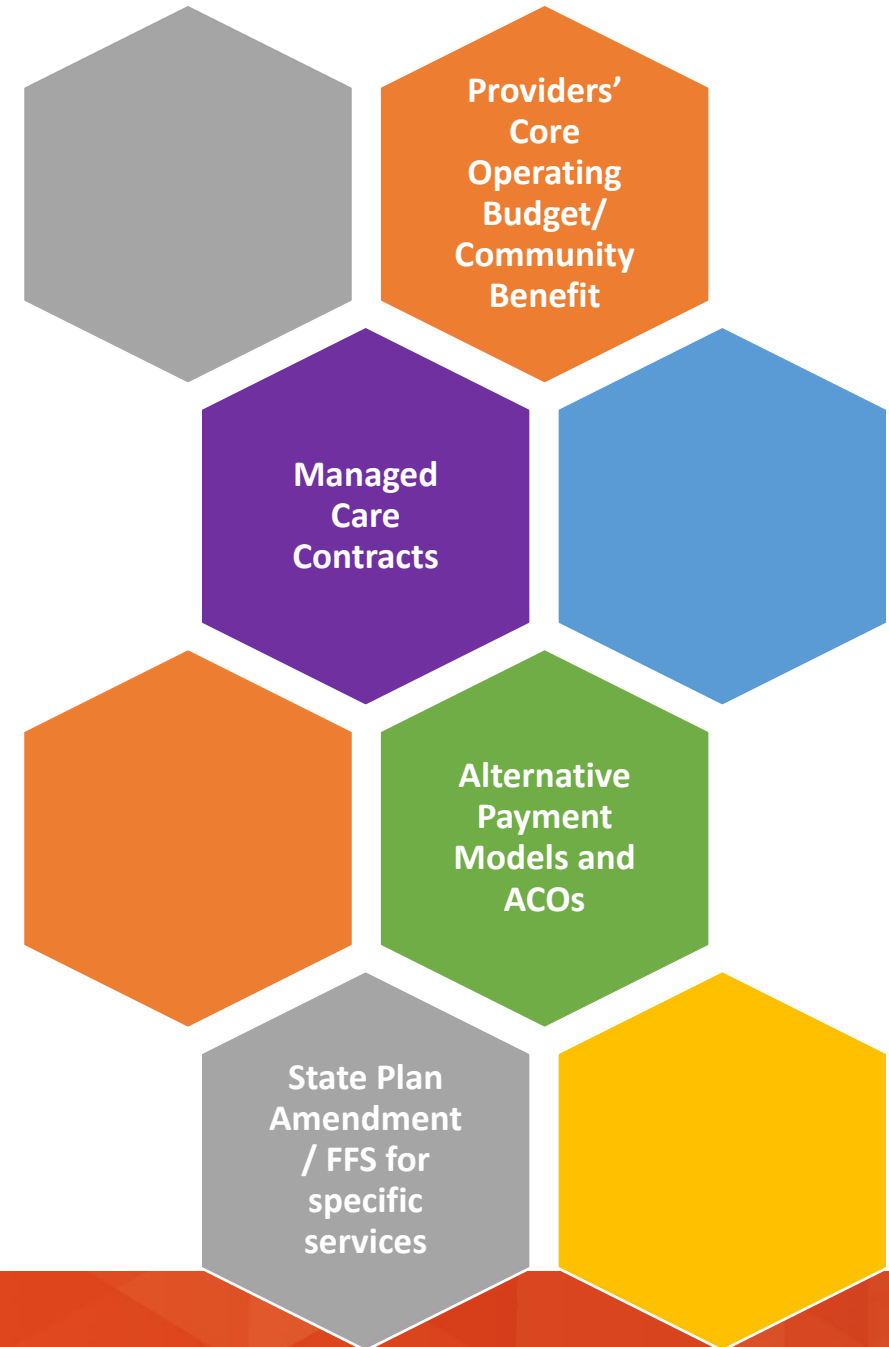 Providers’
Core
Operating
Budget/
Community
Benefit
Managed
Care
Contracts
Alternative
Payment
Models and
ACOs
State Plan
Amendment
/ FFS for
specific
services